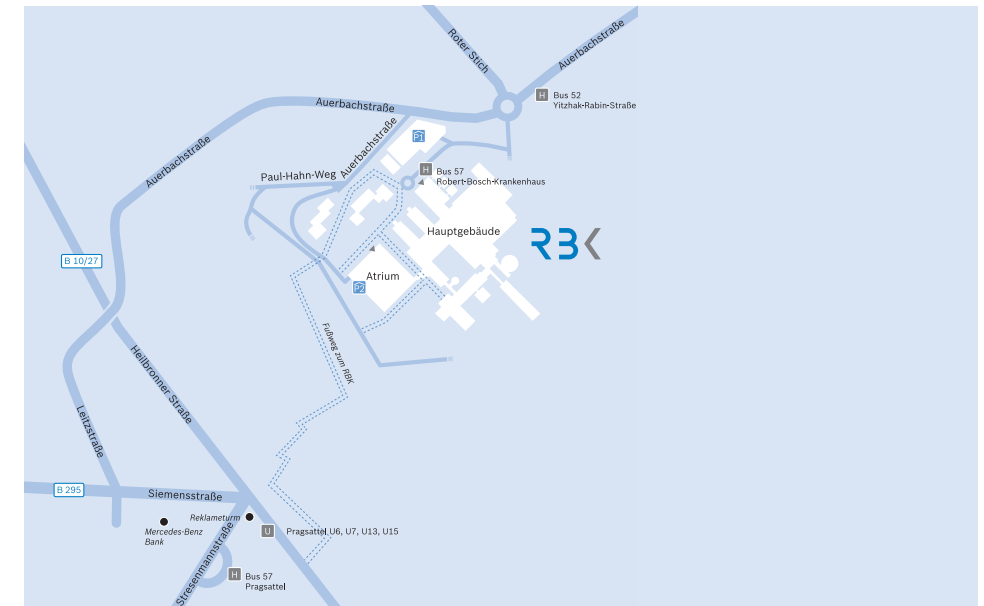 Roter Stich
Auerbachstraße
H Bus 52
Yitzhak-Rabin-Straße
Auerbachstraße
P1
Auerbachstraße
Auerbachstraße
Paul-Hahn-Weg
H Bus 57
Robert-Bosch-Krankenhaus
Hauptgebäude
RBK
B 10/27
Atrium
P2
Fußweg zum RBK
Heilbronner Straße
Leitzstraße
B 295
Siemensstraße
Reklameturm
Mercedes-Benz
Bank
U Pragsattel U6, U7, U13, U15
Stresemannstraße
H Bus 57
Pragsattel